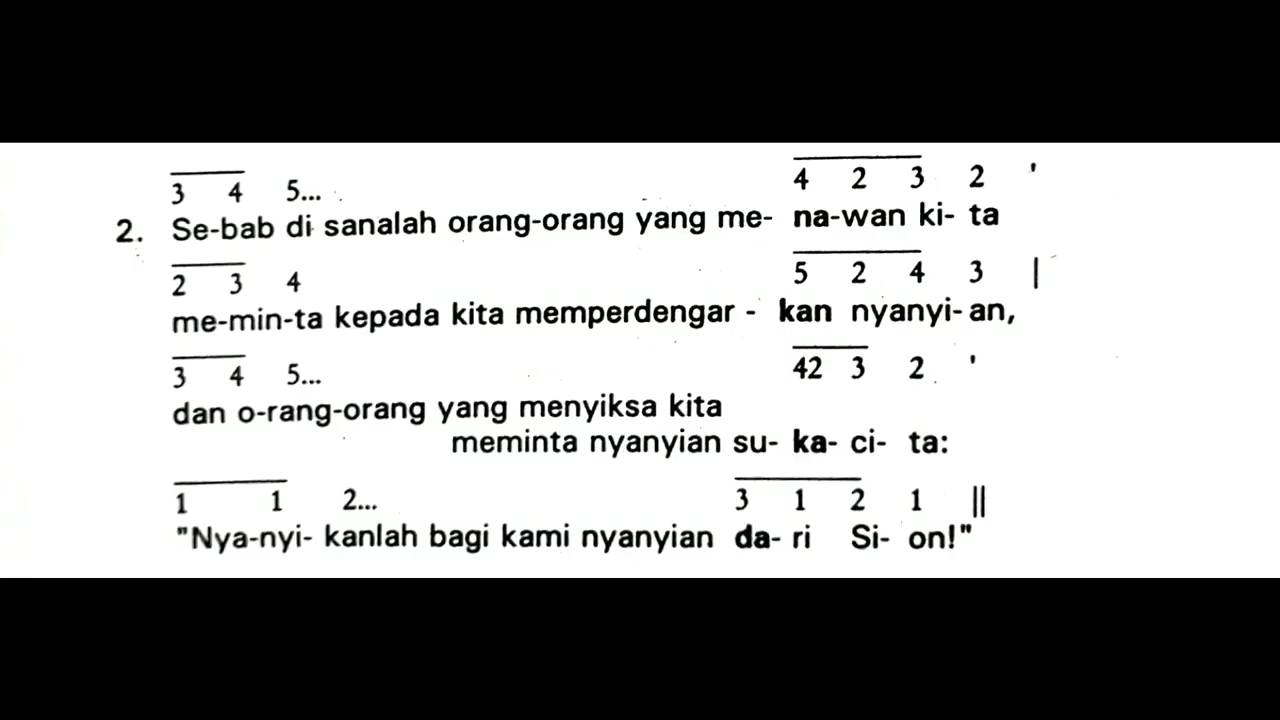 3 4 5... 4 2 3 2 '
2. Se-bab di sanalah orang-orang yang me- na-wan ki- ta
2 3 4 5 2 4 3 |
me-min-ta kepada kita memperdengar - kan nyanyi-an,
3 4 5... 42 3 2 '
dan o-rang-orang yang menyiksa kita
meminta nyanyian su- ka- ci- ta:
1 1 2... 3 1 2 1 ||
"Nya-nyi- kanlah bagi kami nyanyian da- ri Si- on!"